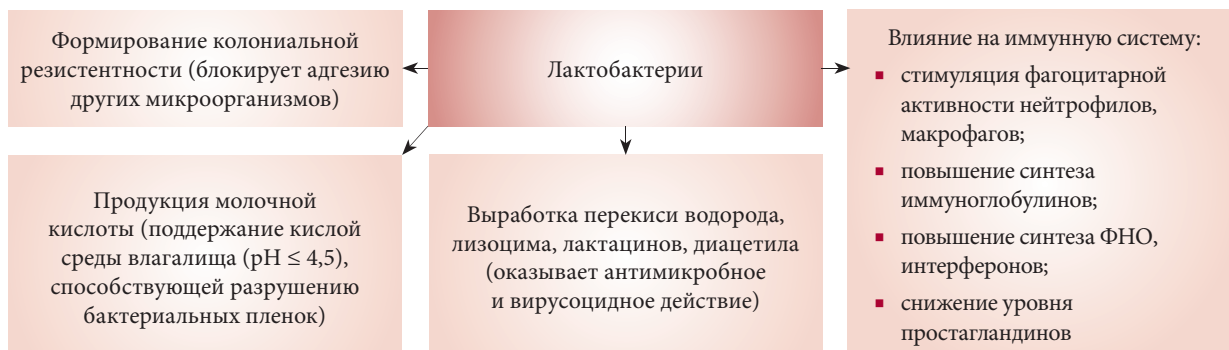 Формирование колониальной
резистентности (блокирует адгезию
других микроорганизмов)
Лактобактерии
Влияние на иммунную систему:
▪ стимуляция фагоцитарной
активности нейтрофилов,
макрофагов;
▪ повышение синтеза
иммуноглобулинов;
▪ повышение синтеза ФНО,
интерферонов;
▪ снижение уровня
простагландинов
Продукция молочной
кислоты (поддержание кислой
среды влагалища (pH ≤ 4,5),
способствующей разрушению
бактериальных пленок)
Выработка перекиси водорода,
лизоцима, лактацинов, диацетила
(оказывает антимикробное
и вирусоцидное действие)